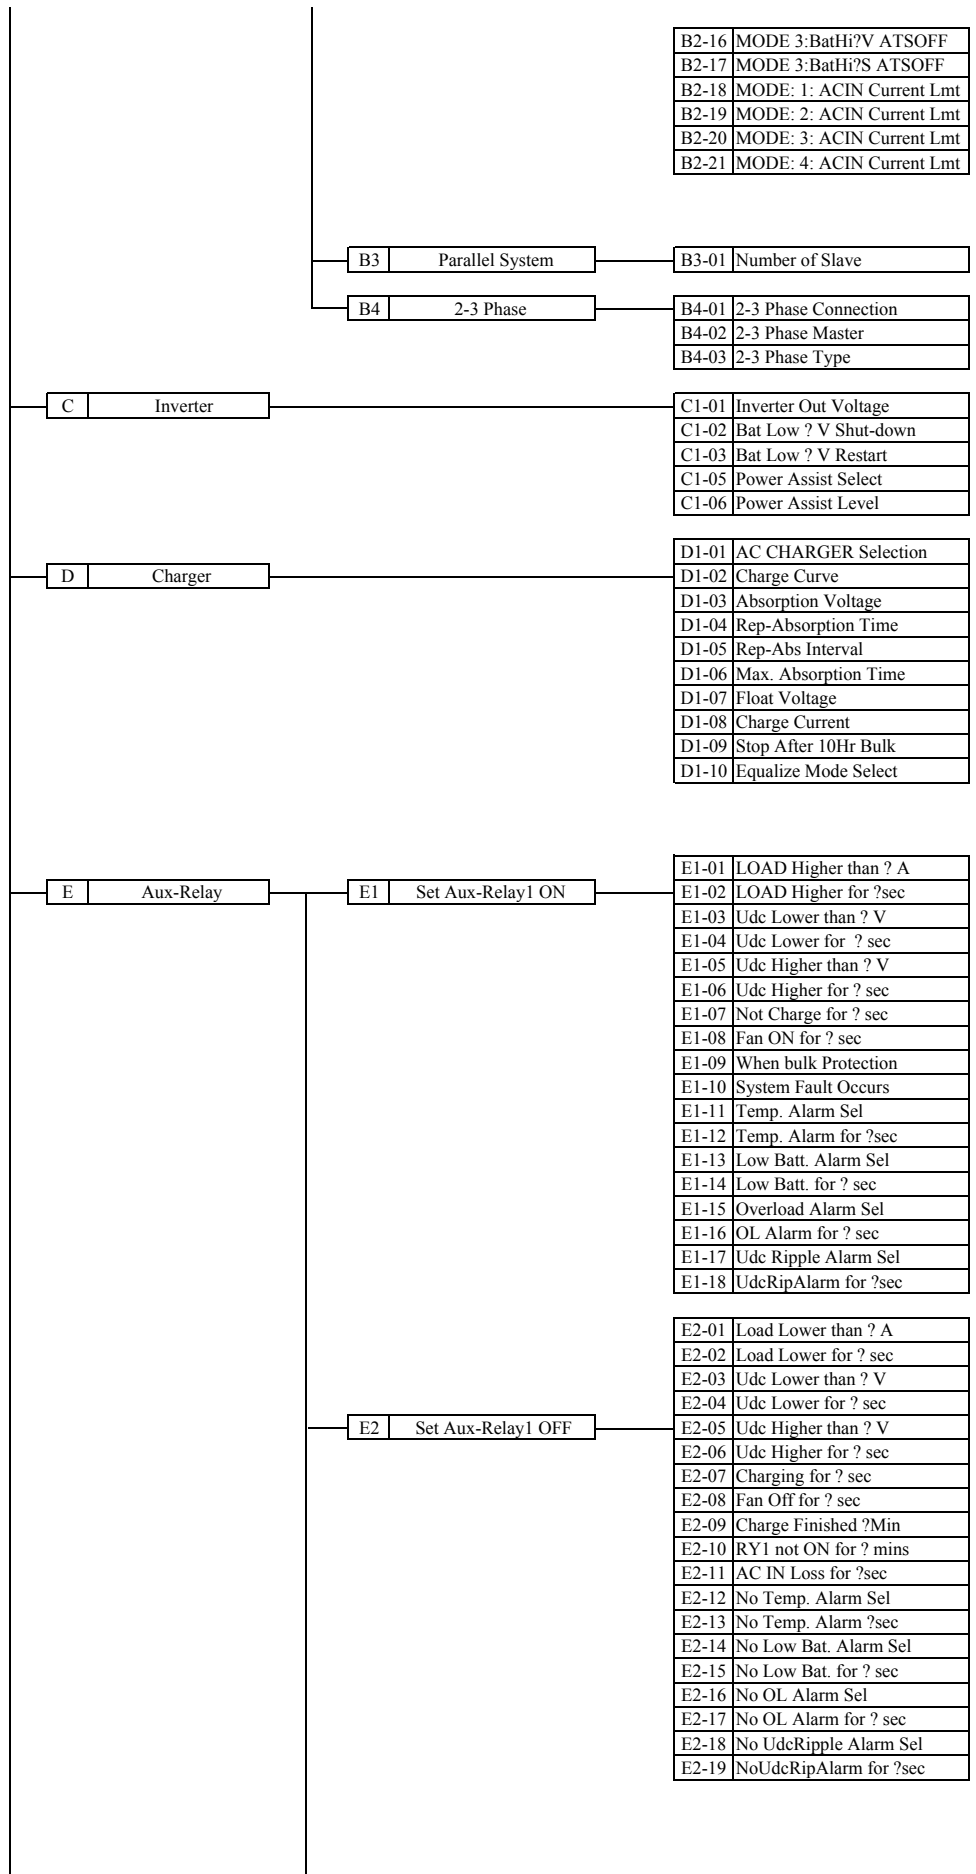 B2-16 MODE 3:BatHi?V ATSOFF
B2-17 MODE 3:BatHi?S ATSOFF
B2-18 MODE: 1: ACIN Current Lmt
B2-19 MODE: 2: ACIN Current Lmt
B2-20 MODE: 3: ACIN Current Lmt
B2-21 MODE: 4: ACIN Current Lmt
B3 Parallel System B3-01 Number of Slave
B4 2-3 Phase B4-01 2-3 Phase Connection
B4-02 2-3 Phase Master
B4-03 2-3 Phase Type
C Inverter C1-01 Inverter Out Voltage
C1-02 Bat Low ? V Shut-down
C1-03 Bat Low ? V Restart
C1-05 Power Assist Select
C1-06 Power Assist Level
D1-01 AC CHARGER Selection
D Charger D1-02 Charge Curve
D1-03 Absorption Voltage
D1-04 Rep-Absorption Time
D1-05 Rep-Abs Interval
D1-06 Max. Absorption Time
D1-07 Float Voltage
D1-08 Charge Current
D1-09 Stop After 10Hr Bulk
D1-10 Equalize Mode Select
E1-01 LOAD Higher than ? A
E Aux-Relay E1 Set Aux-Relay1 ON E1-02 LOAD Higher for ?sec
E1-03 Udc Lower than ? V
E1-04 Udc Lower for  ? sec
E1-05 Udc Higher than ? V
E1-06 Udc Higher for ? sec
E1-07 Not Charge for ? sec
E1-08 Fan ON for ? sec
E1-09 When bulk Protection
E1-10 System Fault Occurs
E1-11 Temp. Alarm Sel
E1-12 Temp. Alarm for ?sec
E1-13 Low Batt. Alarm Sel
E1-14 Low Batt. for ? sec
E1-15 Overload Alarm Sel
E1-16 OL Alarm for ? sec
E1-17 Udc Ripple Alarm Sel
E1-18 UdcRipAlarm for ?sec
E2-01 Load Lower than ? A
E2-02 Load Lower for ? sec
E2-03 Udc Lower than ? V
E2-04 Udc Lower for ? sec
E2 Set Aux-Relay1 OFF E2-05 Udc Higher than ? V
E2-06 Udc Higher for ? sec
E2-07 Charging for ? sec
E2-08 Fan Off for ? sec
E2-09 Charge Finished ?Min
E2-10 RY1 not ON for ? mins
E2-11 AC IN Loss for ?sec
E2-12 No Temp. Alarm Sel
E2-13 No Temp. Alarm ?sec
E2-14 No Low Bat. Alarm Sel
E2-15 No Low Bat. for ? sec
E2-16 No OL Alarm Sel
E2-17 No OL Alarm for ? sec
E2-18 No UdcRipple Alarm Sel
E2-19 NoUdcRipAlarm for ?sec